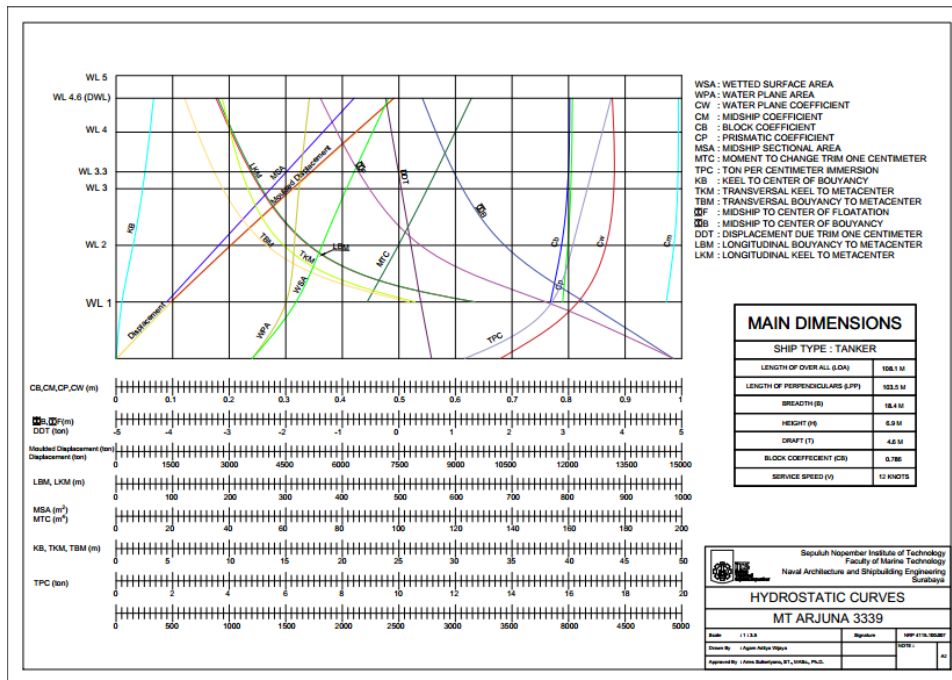 WL 5
WL 4.6 (DWL)
WL 4
WL 3.3
WL 3
WL 2
WL 1
KB
Displacement
LKM
MSA
Moulded Displacement
TBM
TKM
LBM
WSA
WPA
F
DDT
MTC
B
TPC
Cb
Cp
Cw
Cm
WSA : WETTED SURFACE AREA
WPA : WATER PLANE AREA
CW : WATER PLANE COEFFICIENT
CM : MIDSHIP COEFFICIENT
CB : BLOCK COEFFICIENT
CP : PRISMATIC COEFFICIENT
MSA : MIDSHIP SECTIONAL AREA
MTC : MOMENT TO CHANGE TRIM ONE CENTIMETER
TPC : TON PER CENTIMETER IMMERSION
KB : KEEL TO CENTER OF BOUYANCY
TKM : TRANSVERSAL KEEL TO METACENTER
TBM : TRANSVERSAL BOUYANCY TO METACENTER
F : MIDSHIP TO CENTER OF FLOATATION
B : MIDSHIP TO CENTER OF BOUYANCY
DDT : DISPLACEMENT DUE TRIM ONE CENTIMETER
LBM : LONGITUDINAL BOUYANCY TO METACENTER
LKM : LONGITUDINAL KEEL TO METACENTER
MAIN DIMENSIONS
SHIP TYPE : TANKER
LENGTH OF OVER ALL (LOA) 108.1 M
LENGTH OF PERPENDICULARS (LPP) 103.5 M
BREADTH (B) 18.4 M
HEIGHT (H) 6.9 M
DRAFT (T) 4.6 M
BLOCK COEFFECIENT (CB) 0.786
SERVICE SPEED (V) 12 KNOTS
CB,CM,CP,CW (m)
0 0.1 0.2 0.3 0.4 0.5 0.6 0.7 0.8 0.9 1
B, F(m)
DDT (ton)
-5 -4 -3 -2 -1 0 1 2 3 4 5
Moulded Displacement (ton)
Displacement (ton)
0 1500 3000 4500 6000 7500 9000 10500 12000 13500 15000
LBM, LKM (m)
0 100 200 300 400 500 600 700 800 900 1000
MSA (m²)
MTC (m⁴)
0 20 40 60 80 100 120 140 160 180 200
KB, TKM, TBM (m)
0 5 10 15 20 25 30 35 40 45 50
TPC (ton)
0 2 4 6 8 10 12 14 16 18 20
0 500 1000 1500 2000 2500 3000 3500 4000 4500 5000
Sepuluh Nopember Institute of Technology
Faculty of Marine Technology
Naval Architecture and Shipbuilding Engineering
Surabaya
HYDROSTATIC CURVES
MT ARJUNA 3339
Scale : 1 : 3.5 Signature
Drawn By : Agam Aditya Wijaya NOTE :
Approved By A2